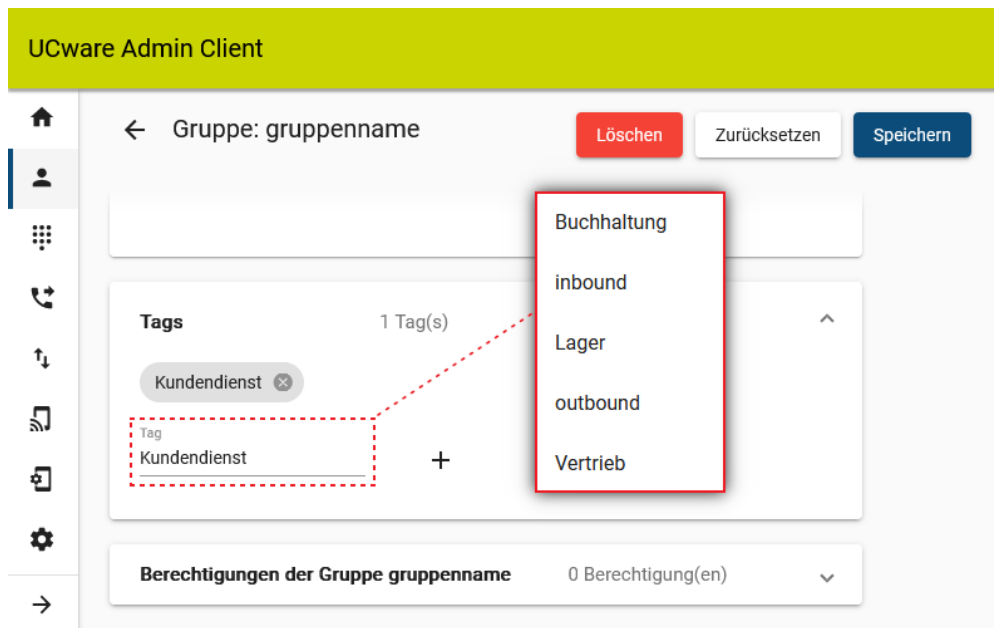 UCware Admin Client
Gruppe: gruppenname
Löschen
Zurücksetzen
Speichern
Tags
1 Tag(s)
Kundendienst
Tag
Kundendienst
Buchhaltung
inbound
Lager
outbound
Vertrieb
Berechtigungen der Gruppe gruppenname
0 Berechtigung(en)